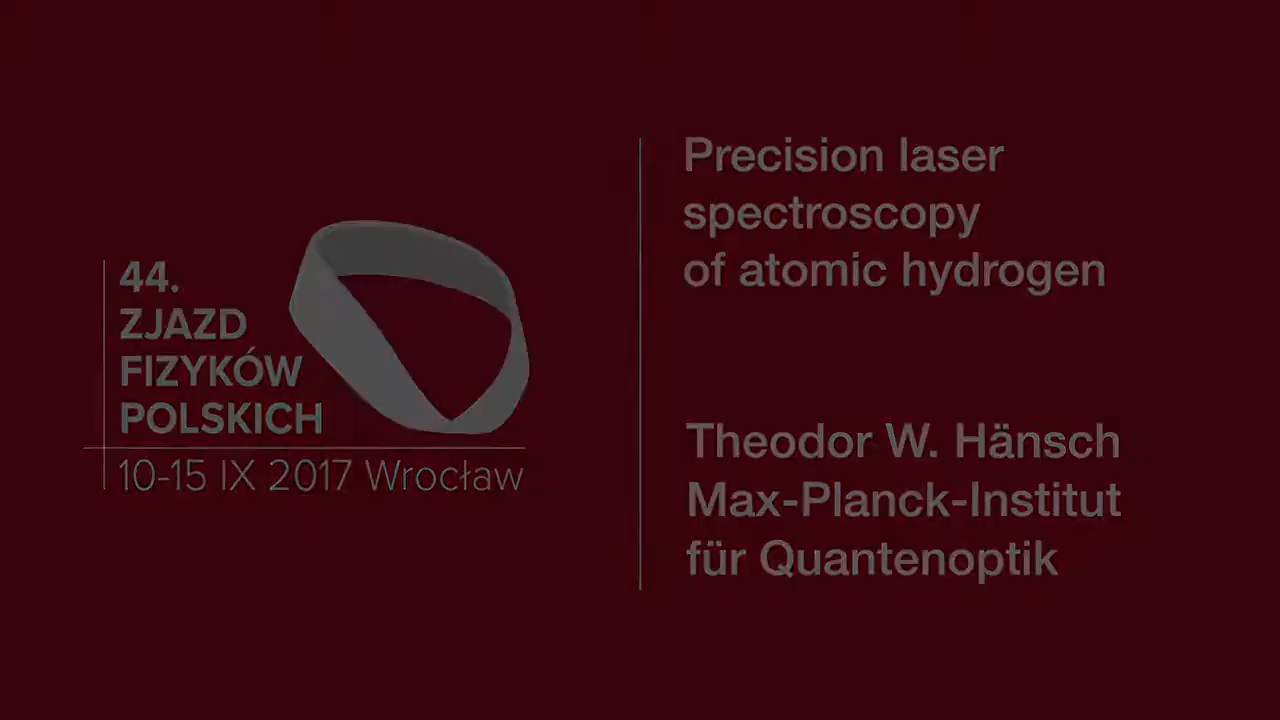 44.
ZJAZD
FIZYKÓW
POLSKICH
10-15 IX 2017 Wrocław
Precision laser
spectroscopy
of atomic hydrogen
Theodor W. Hänsch
Max-Planck-Institut
für Quantenoptik